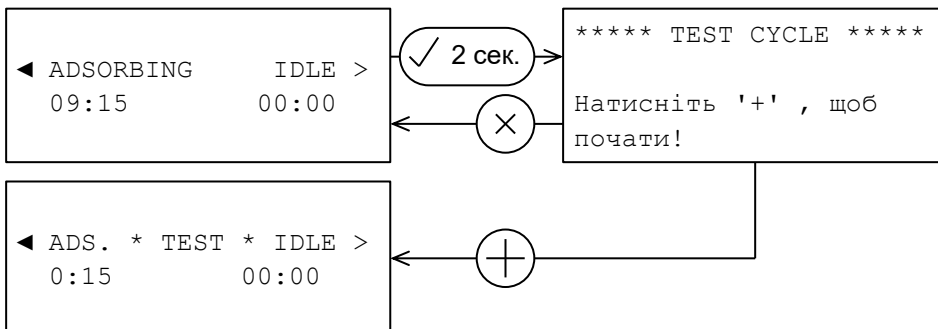 ◄ ADSORBING IDLE >
09:15 00:00
2 сек.
***** TEST CYCLE *****
Натисніть '+' , щоб
почати!
◄ ADS. * TEST * IDLE >
0:15 00:00